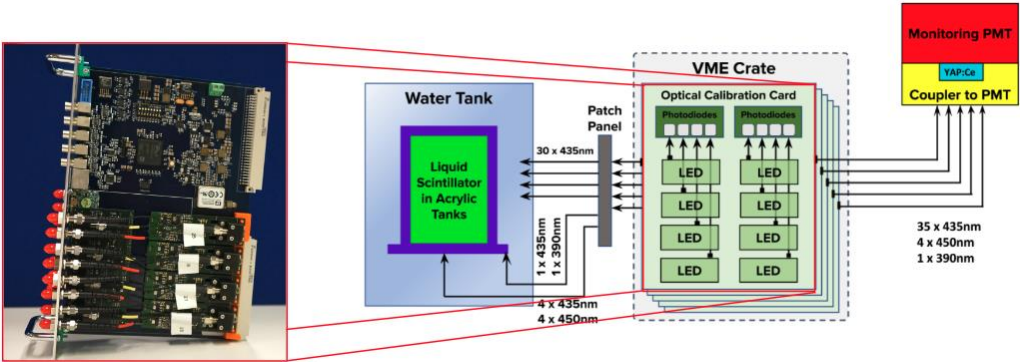 Monitoring PMT
YAP:Ce
Coupler to PMT
VME Crate
Water Tank
Optical Calibration Card
Photodiodes
Photodiodes
Patch
Panel
30 x 435nm
Liquid
Scintillator
in Acrylic
Tanks
LED
LED
LED
LED
LED
LED
LED
LED
1 x 435nm
1 x 390nm
4 x 435nm
4 x 450nm
35 x 435nm
4 x 450nm
1 x 390nm